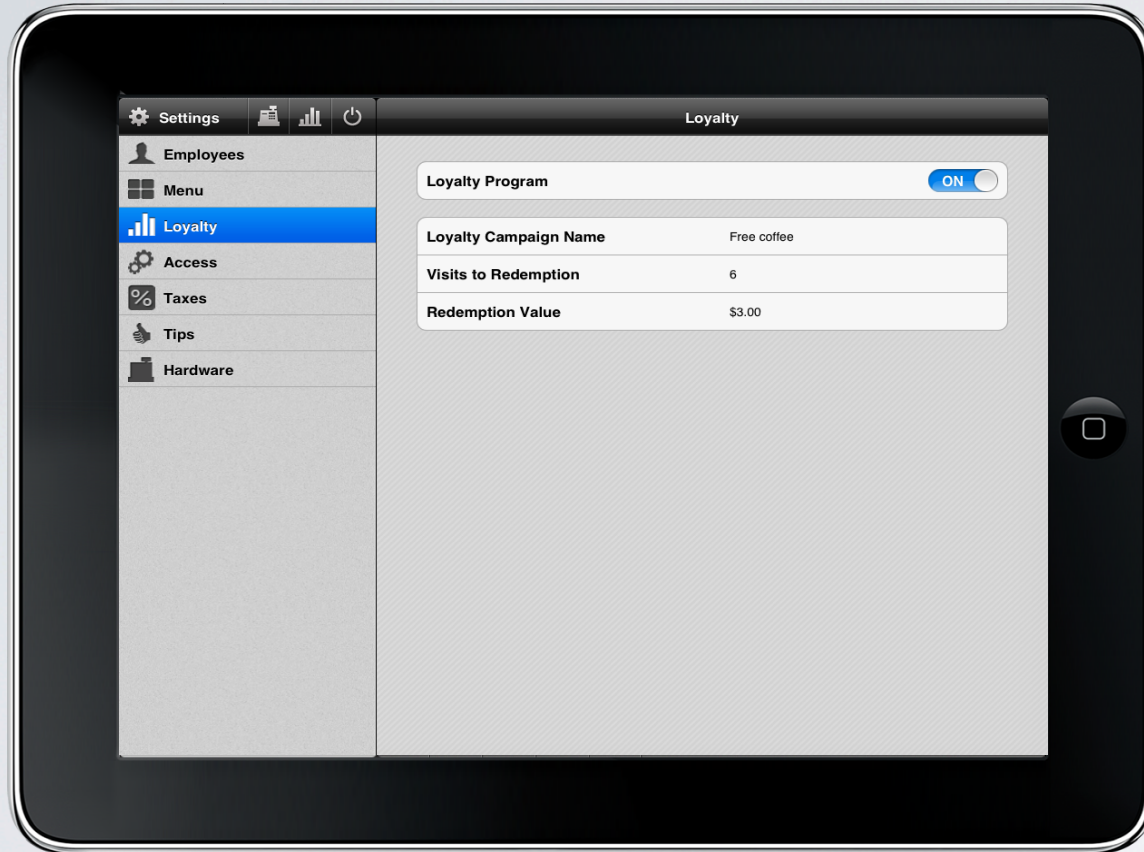 Settings
Employees
Menu
Loyalty
Access
%
Taxes
Tips
Hardware
Loyalty
Loyalty Program
ON
Loyalty Campaign Name Free coffee
Visits to Redemption 6
Redemption Value $3.00